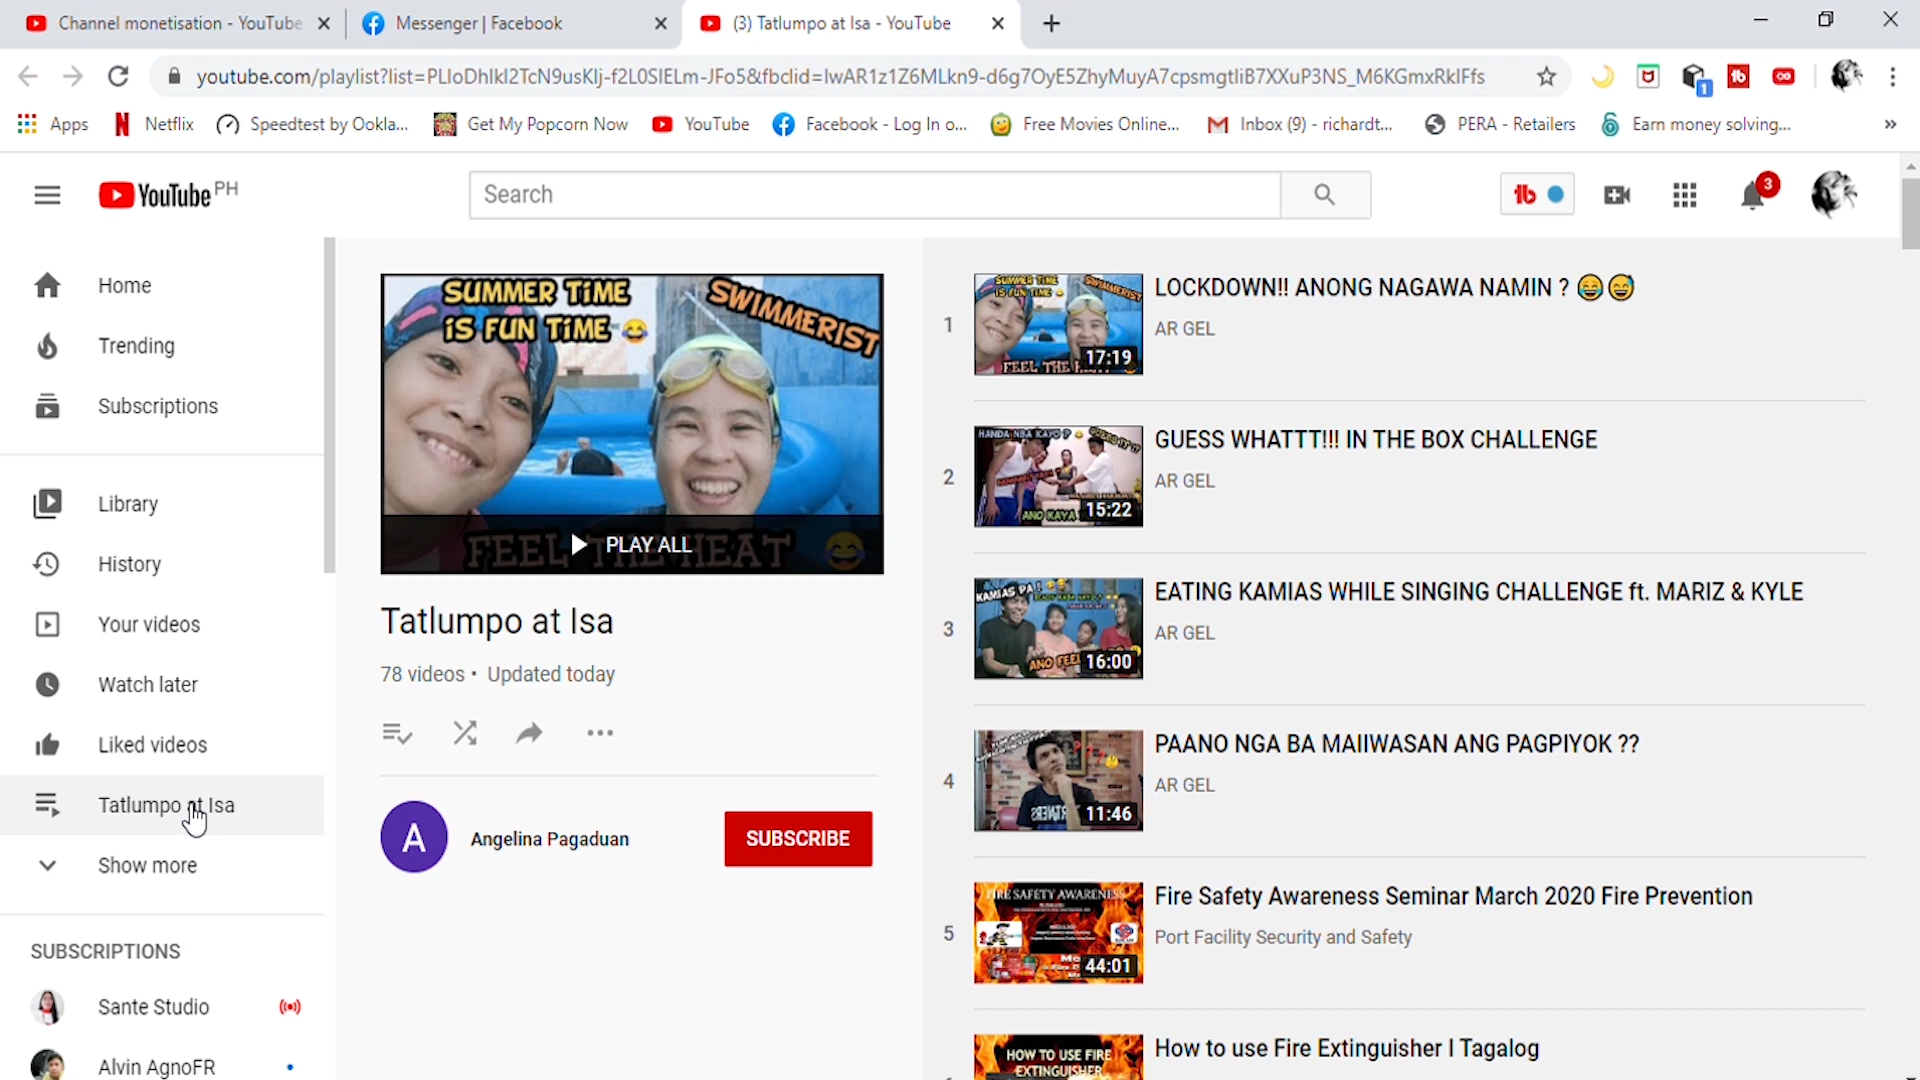 Channel monetisation - YouTube
Messenger | Facebook
(3) Tatlumpo at Isa - YouTube
youtube.com/playlist?list=PLIoDhlkI2TcN9usKIj-f2L0SIELm-JFo5&fbclid=IwAR1z1Z6MLkn9-d6g7OyE5ZhyMuyA7cpsmgtIiB7XXuP3NS_M6KGmxRkIFfs
Apps
Netflix
Speedtest by Ookla...
Get My Popcorn Now
YouTube
Facebook - Log In o...
Free Movies Online...
Inbox (9) - richardt...
PERA - Retailers
Earn money solving...
»
YouTube PH
Search
3
Home
Trending
Subscriptions
Library
History
Your videos
Watch later
Liked videos
Tatlumpo at Isa
Show more
SUBSCRIPTIONS
Sante Studio
Alvin AgnoFR
SUMMER TIME
IS FUN TIME
SWIMMERIST
FEEL THE HEAT
PLAY ALL
Tatlumpo at Isa
78 videos • Updated today
A
Angelina Pagaduan
SUBSCRIBE
1
17:19
LOCKDOWN!! ANONG NAGAWA NAMIN ? 😂😅
AR GEL
2
15:22
GUESS WHATTT!!! IN THE BOX CHALLENGE
AR GEL
3
16:00
EATING KAMIAS WHILE SINGING CHALLENGE ft. MARIZ & KYLE
AR GEL
4
11:46
PAANO NGA BA MAIIWASAN ANG PAGPIYOK ??
AR GEL
5
FIRE SAFETY AWARENESS
44:01
Fire Safety Awareness Seminar March 2020 Fire Prevention
Port Facility Security and Safety
HOW TO USE FIRE
EXTINGUISHER
How to use Fire Extinguisher I Tagalog